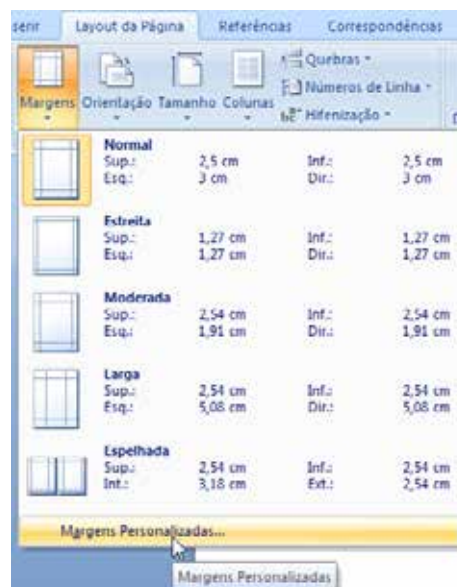 serir Layout da Página Referências Correspondências
Margens Orientação Tamanho Colunas
Quebras
Números de Linha
Hifenização
Normal
Sup.: 2,5 cm Inf.: 2,5 cm
Esq.: 3 cm Dir.: 3 cm
Estreita
Sup.: 1,27 cm Inf.: 1,27 cm
Esq.: 1,27 cm Dir.: 1,27 cm
Moderada
Sup.: 2,54 cm Inf.: 2,54 cm
Esq.: 1,91 cm Dir.: 1,91 cm
Larga
Sup.: 2,54 cm Inf.: 2,54 cm
Esq.: 5,08 cm Dir.: 5,08 cm
Espelhada
Sup.: 2,54 cm Inf.: 2,54 cm
Int.: 3,18 cm Ext.: 2,54 cm
Margens Personalizadas...
Margens Personalizadas